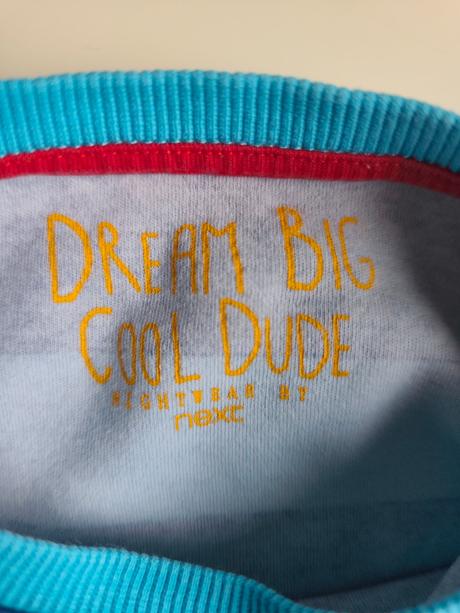 DREAM BIG
COOL DUDE
NIGHTWEAR BY
next